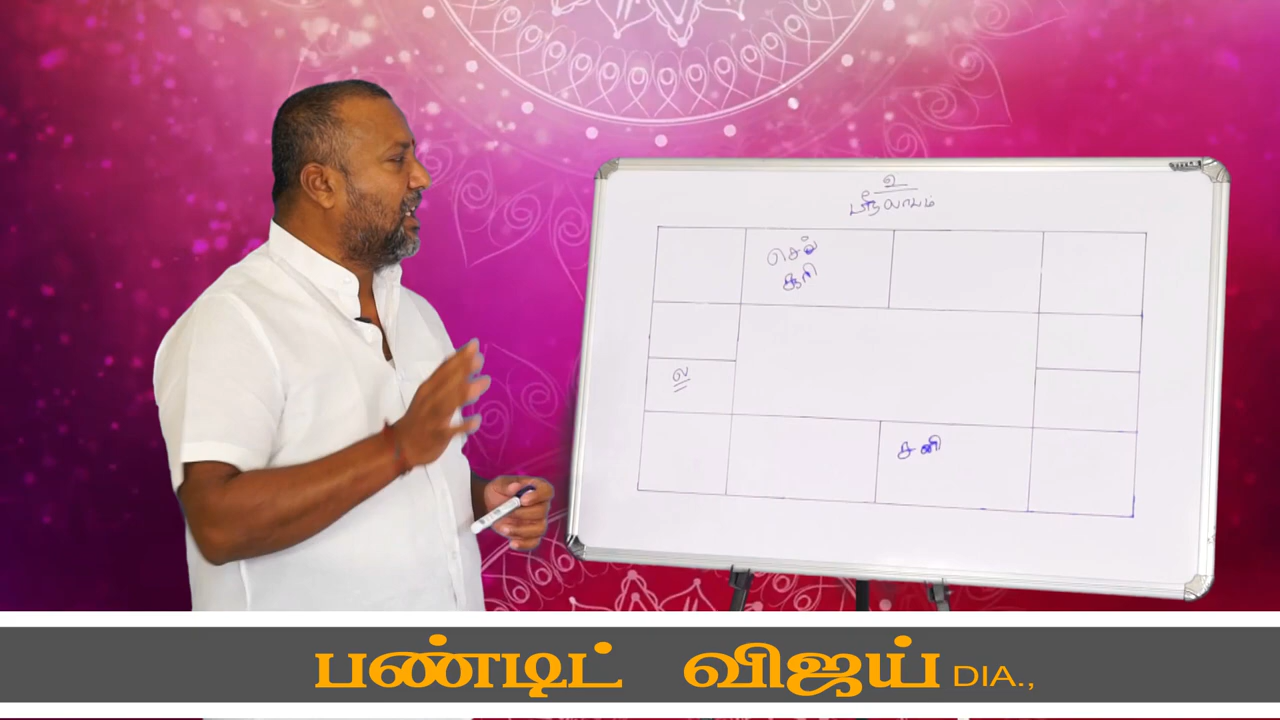 உ
செவ்
சூரி
ல
சனி
பண்டிட் விஜய் DIA.,